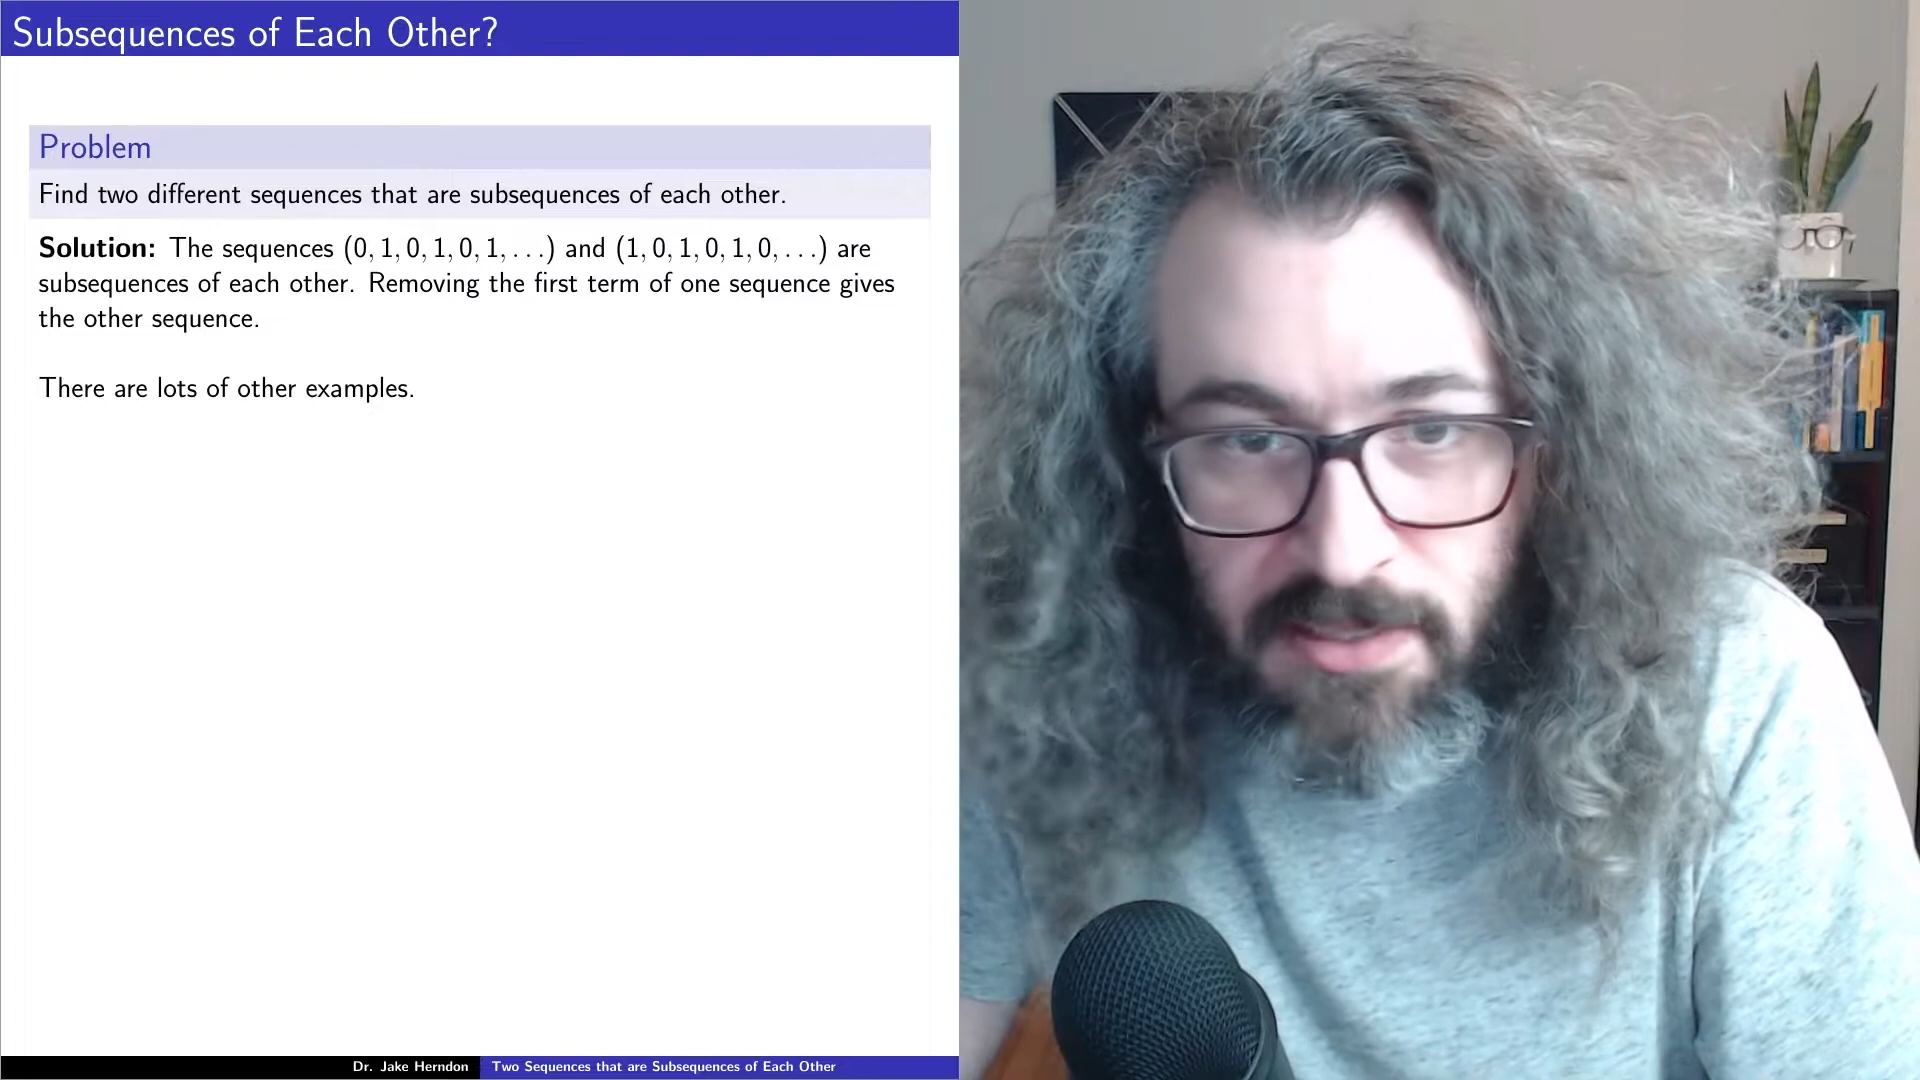 Subsequences of Each Other?
Problem
Find two different sequences that are subsequences of each other.
Solution: The sequences (0, 1, 0, 1, 0, 1, . . .) and (1, 0, 1, 0, 1, 0, . . .) are
subsequences of each other. Removing the first term of one sequence gives
the other sequence.
There are lots of other examples.
Dr. Jake Herndon Two Sequences that are Subsequences of Each Other